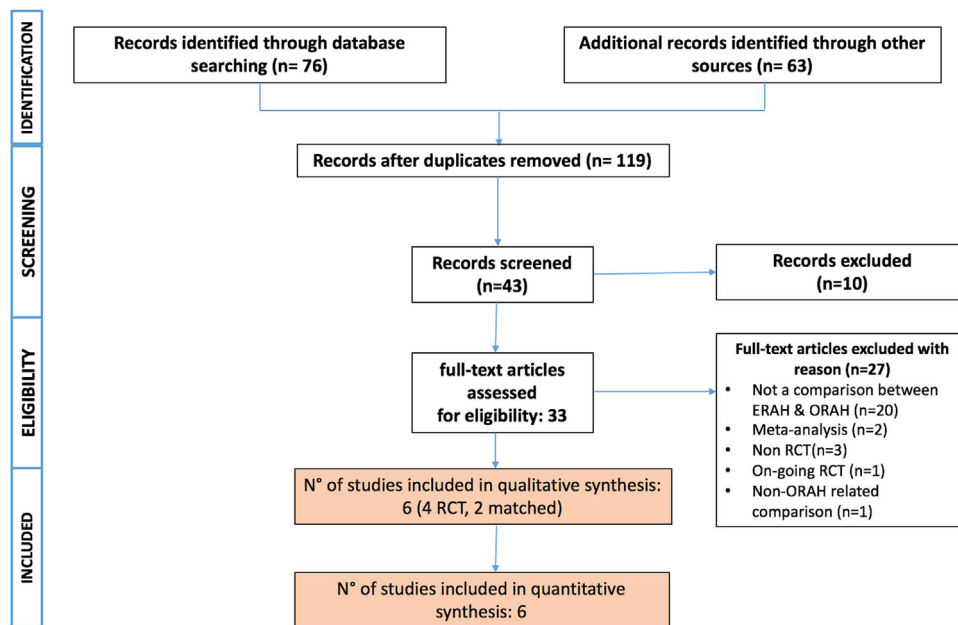 IDENTIFICATION
Records identified through database
searching (n= 76)
Additional records identified through other
sources (n= 63)
SCREENING
Records after duplicates removed (n= 119)
Records screened
(n=43)
Records excluded
(n=10)
ELIGIBILITY
full-text articles
assessed
for eligibility: 33
Full-text articles excluded with
reason (n=27)
• Not a comparison between
ERAH & ORAH (n=20)
• Meta-analysis (n=2)
• Non RCT(n=3)
• On-going RCT (n=1)
• Non-ORAH related
comparison (n=1)
INCLUDED
N° of studies included in qualitative synthesis:
6 (4 RCT, 2 matched)
N° of studies included in quantitative
synthesis: 6